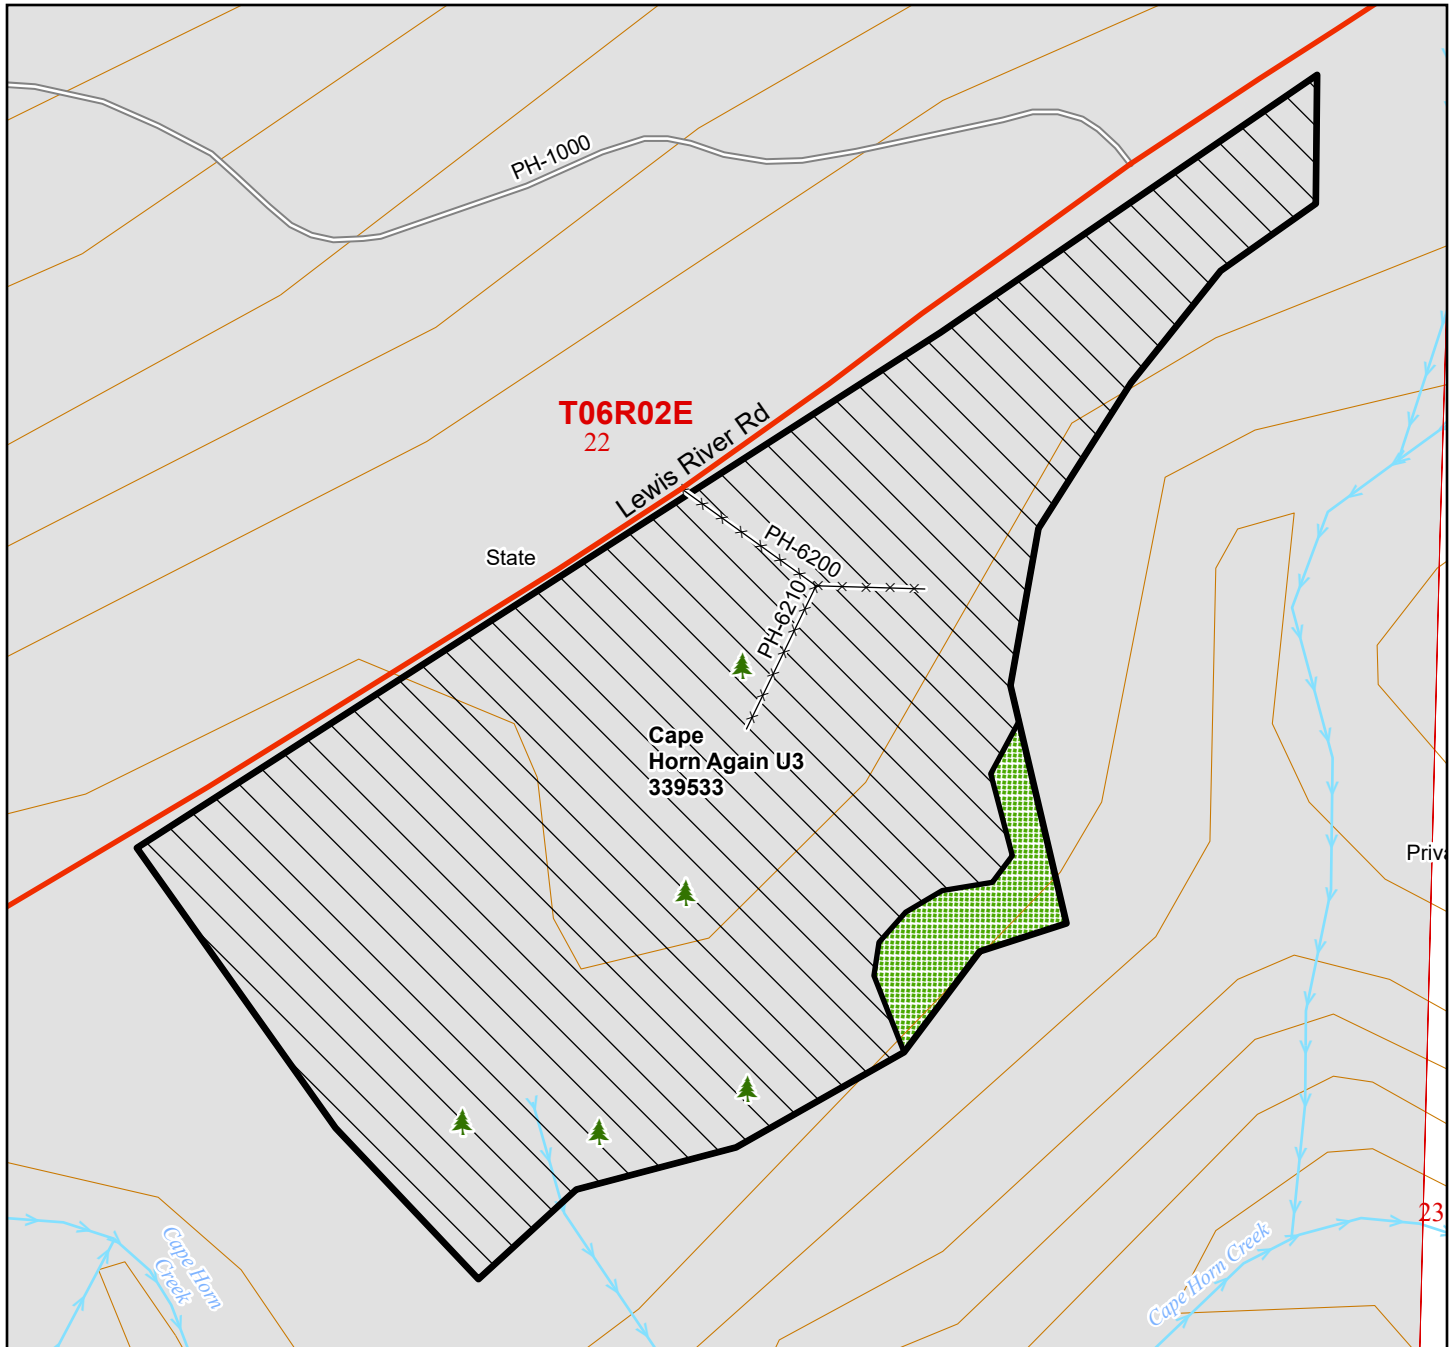 PH-1000
T06R02E
22
Lewis River Rd
State
PH-6200
PH-6210
Cape
Horn Again U3
339533
Priva
23
Cape Horn
Creek
Cape Horn Creek